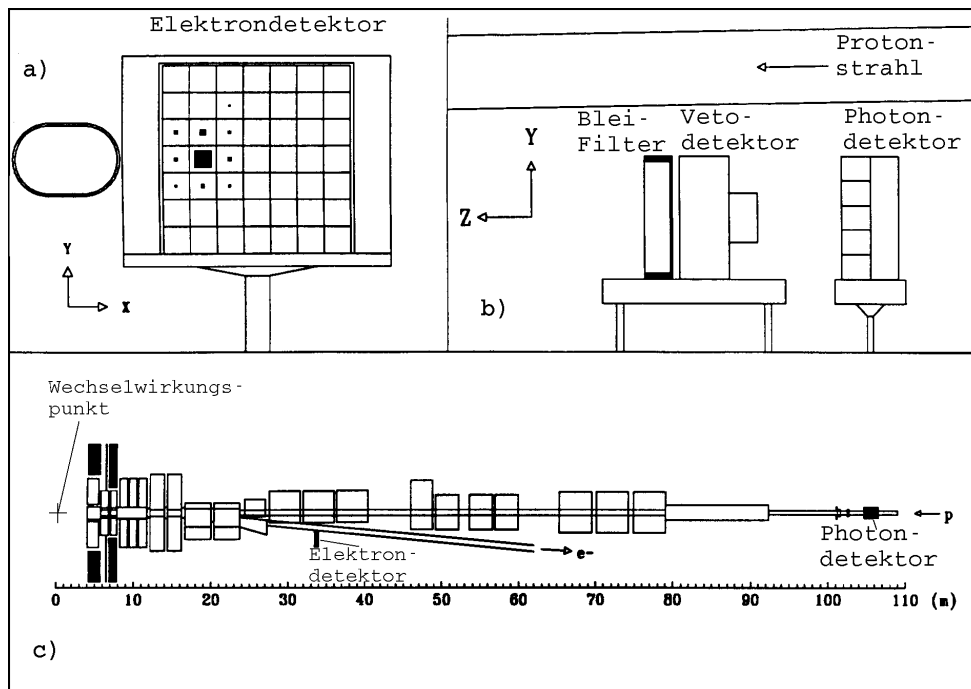 Elektrondetektor
a)
Y
X
Proton-
strahl
Blei-
Filter
Veto-
detektor
Photon-
detektor
Y
Z
b)
Wechselwirkungs-
punkt
Elektron-
detektor
e-
Photon-
detektor
p
0 10 20 30 40 50 60 70 80 90 100 110 (m)
c)